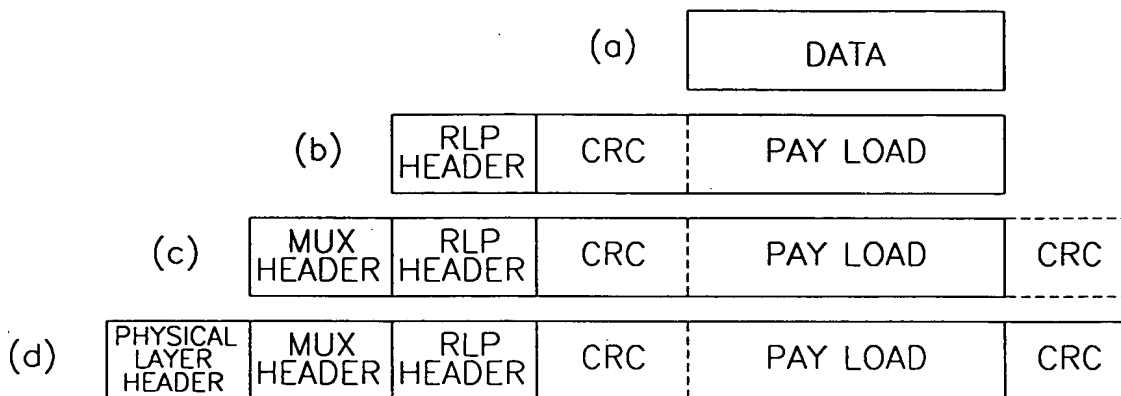 (a) DATA
(b) RLP HEADER CRC PAY LOAD
(c) MUX HEADER RLP HEADER CRC PAY LOAD CRC
(d) PHYSICAL LAYER HEADER MUX HEADER RLP HEADER CRC PAY LOAD CRC